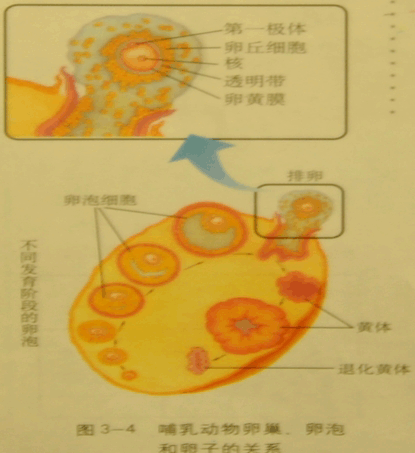 第一极体
卵丘细胞
核
透明带
卵黄膜
排卵
卵泡细胞
不同发育阶段的卵泡
黄体
退化黄体
图3-4 哺乳动物卵巢、卵泡
和卵子的关系